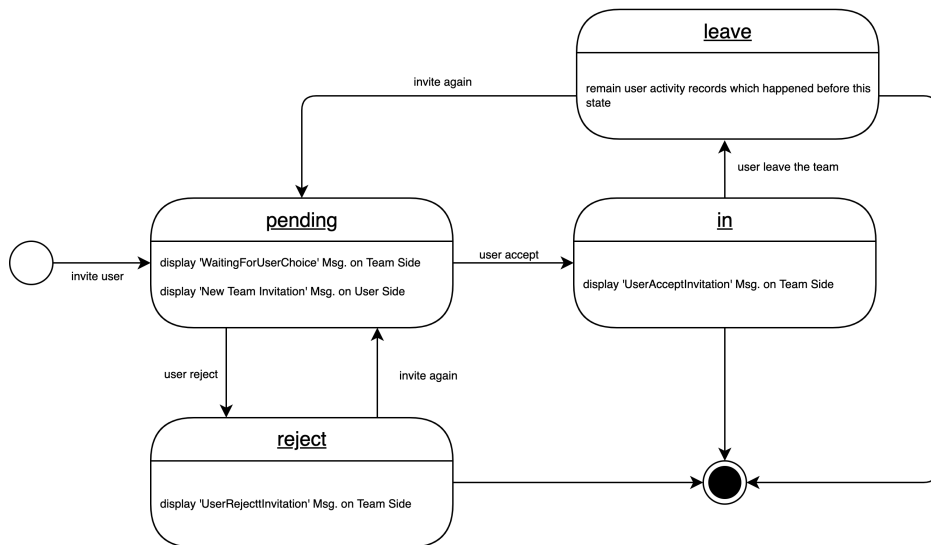 leave
remain user activity records which happened before this
state
invite again
user leave the team
pending
display 'WaitingForUserChoice' Msg. on Team Side
display 'New Team Invitation' Msg. on User Side
in
display 'UserAcceptInvitation' Msg. on Team Side
invite user
user accept
user reject
invite again
reject
display 'UserRejecttInvitation' Msg. on Team Side